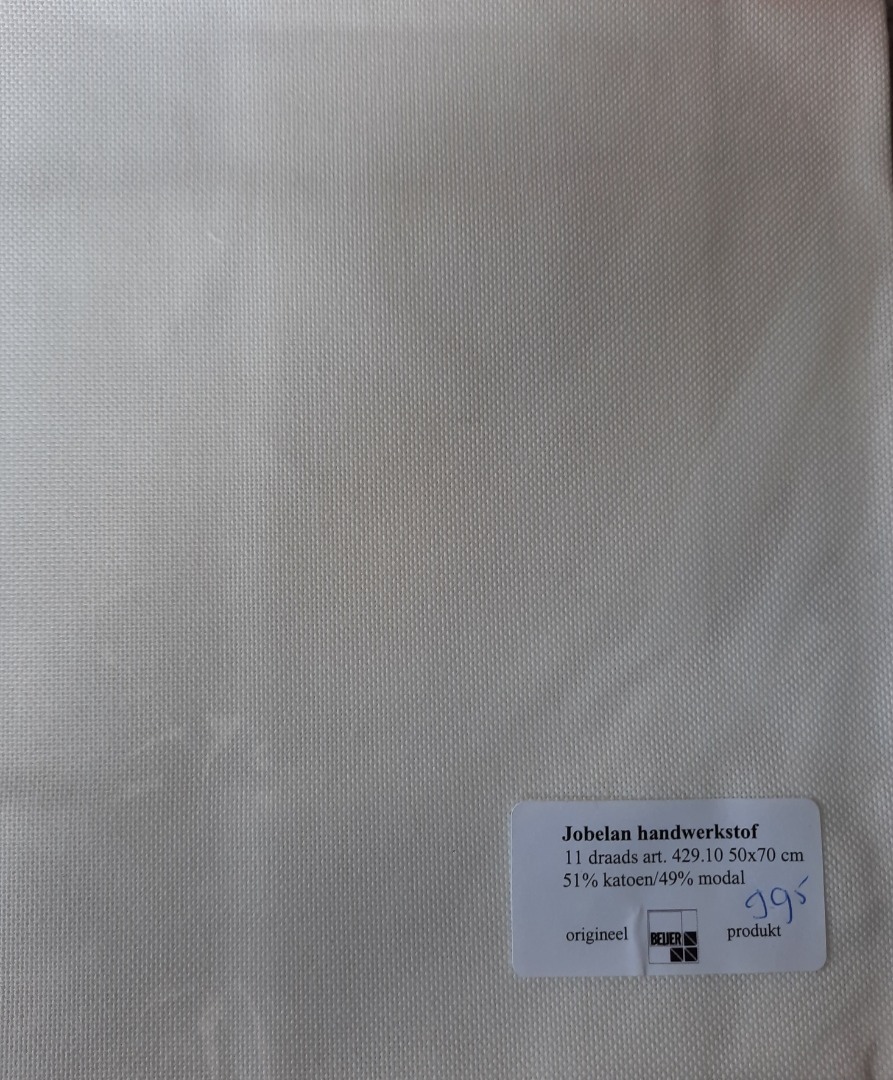 Jobelan handwerkstof
11 draads art. 429.10 50x70 cm
51% katoen/49% modal
995
origineel BEIJER produkt